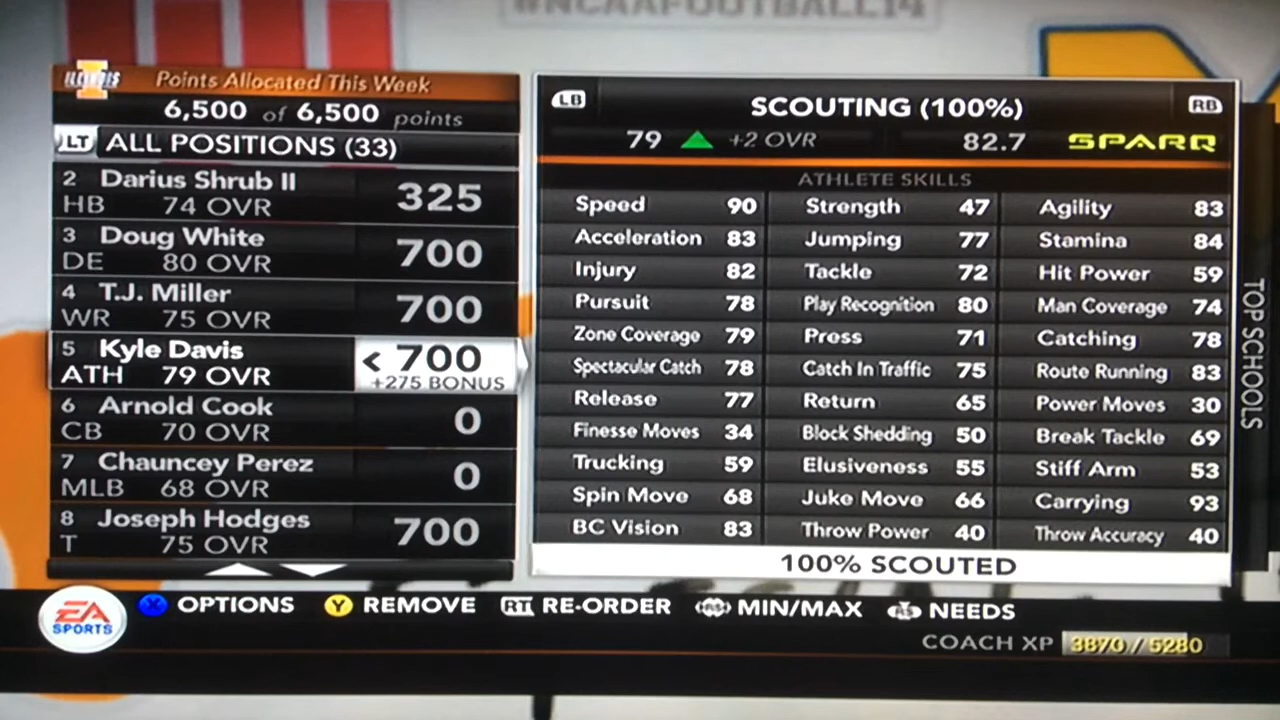 #NCAAFOOTBALL14
ILLINOIS
Points Allocated This Week
6,500 of 6,500 points
LT ALL POSITIONS (33)
2 Darius Shrub II
HB 74 OVR
325
3 Doug White
DE 80 OVR
700
4 T.J. Miller
WR 75 OVR
700
5 Kyle Davis
ATH 79 OVR
< 700
+275 BONUS
6 Arnold Cook
CB 70 OVR
0
7 Chauncey Perez
MLB 68 OVR
0
8 Joseph Hodges
T 75 OVR
700
LB SCOUTING (100%) RB
79 +2 OVR 82.7 SPARQ
ATHLETE SKILLS
Speed 90 Strength 47 Agility 83
Acceleration 83 Jumping 77 Stamina 84
Injury 82 Tackle 72 Hit Power 59
Pursuit 78 Play Recognition 80 Man Coverage 74
Zone Coverage 79 Press 71 Catching 78
Spectacular Catch 78 Catch In Traffic 75 Route Running 83
Release 77 Return 65 Power Moves 30
Finesse Moves 34 Block Shedding 50 Break Tackle 69
Trucking 59 Elusiveness 55 Stiff Arm 53
Spin Move 68 Juke Move 66 Carrying 93
BC Vision 83 Throw Power 40 Throw Accuracy 40
100% SCOUTED
TOP SCHOOLS
EA SPORTS
X OPTIONS Y REMOVE RT RE-ORDER MIN/MAX NEEDS
COACH XP 3870 / 5280